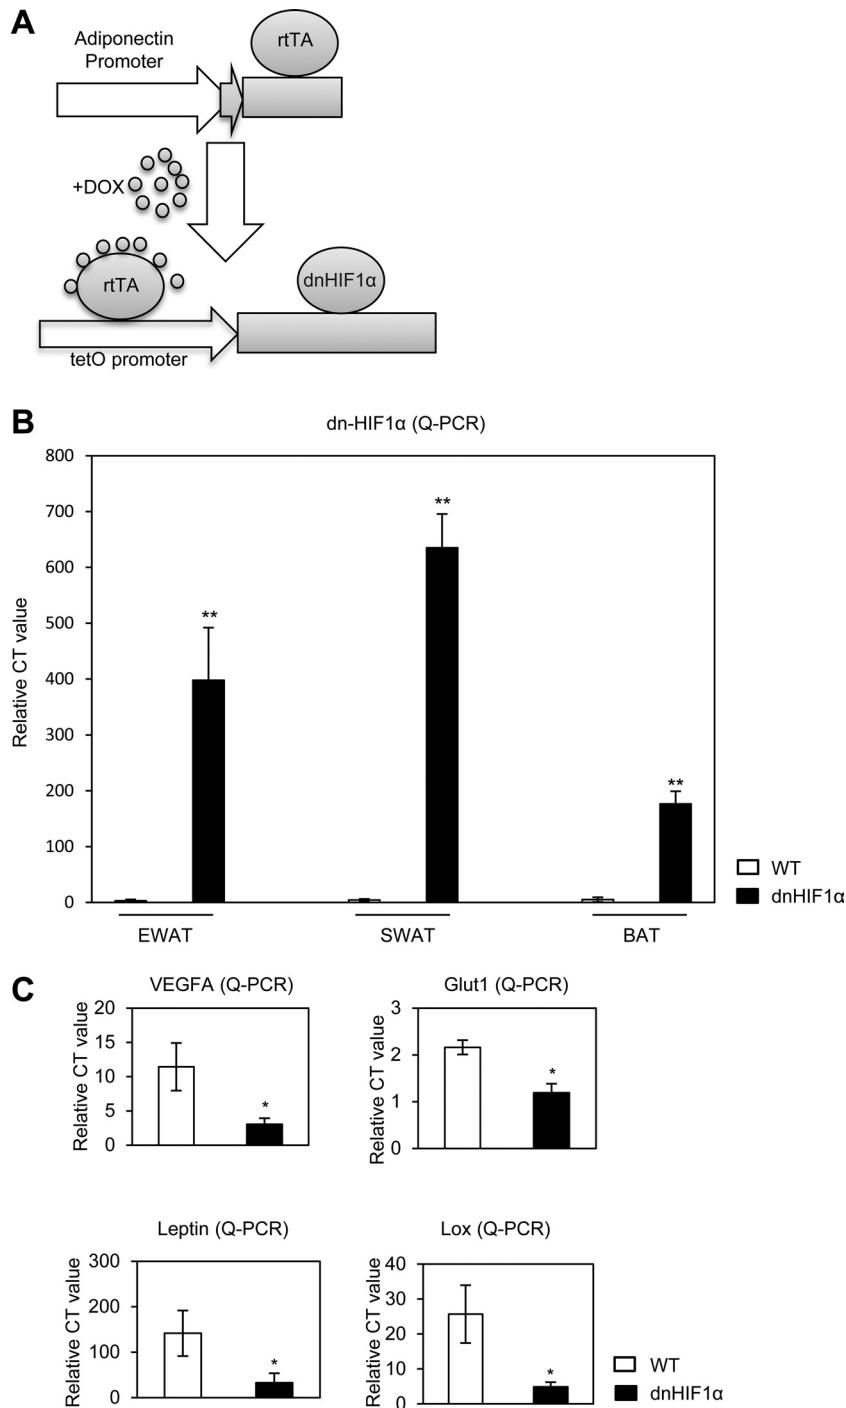 A
Adiponectin
Promoter
rtTA
+DOX
rtTA
dnHIF1α
tetO promoter
B
dn-HIF1α (Q-PCR)
800
700
600
500
400
300
200
100
0
Relative CT value
**
**
**
EWAT
SWAT
BAT
WT
dnHIF1α
C
VEGFA (Q-PCR)
Relative CT value
20
15
10
5
0
*
Glut1 (Q-PCR)
Relative CT value
3
2
1
0
*
Leptin (Q-PCR)
Relative CT value
300
200
100
0
*
Lox (Q-PCR)
Relative CT value
40
30
20
10
0
*
WT
dnHIF1α